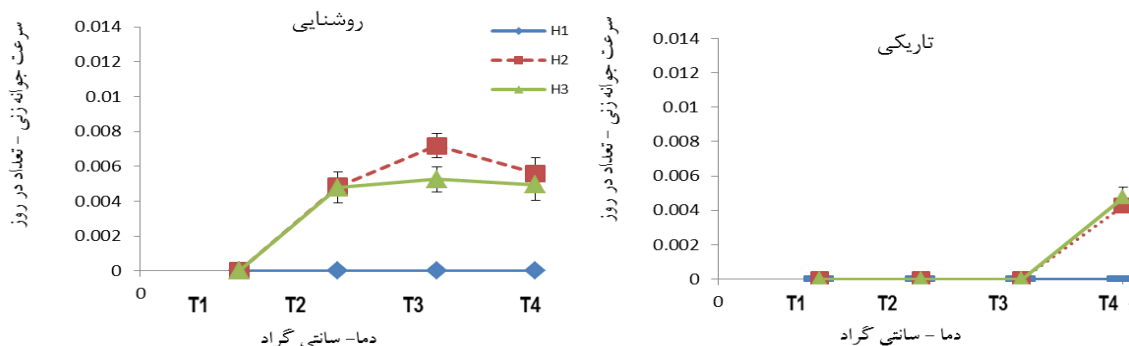 روشنایی
سرعت جوانه زنی - تعداد در روز
0.014
0.012
0.01
0.008
0.006
0.004
0.002
0
0
T1
T2
T3
T4
دما- سانتی گراد
H1
H2
H3
تاریکی
سرعت جوانه زنی - تعداد در روز
0.014
0.012
0.01
0.008
0.006
0.004
0.002
0
0
T1
T2
T3
T4
دما - سانتی گراد